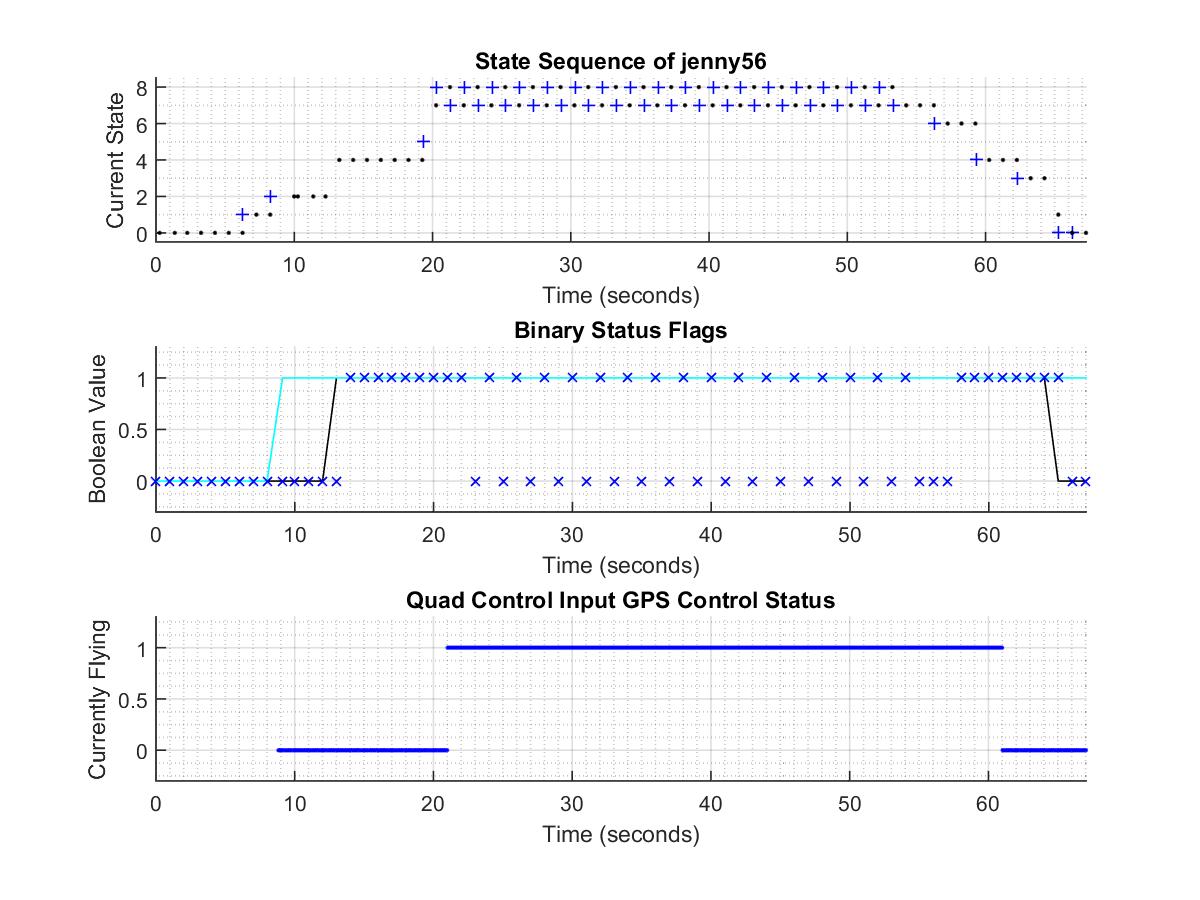 State Sequence of jenny56
Current State
8
6
4
2
0
0 10 20 30 40 50 60
Time (seconds)
Binary Status Flags
Boolean Value
1
0.5
0
0 10 20 30 40 50 60
Time (seconds)
Quad Control Input GPS Control Status
Currently Flying
1
0.5
0
0 10 20 30 40 50 60
Time (seconds)